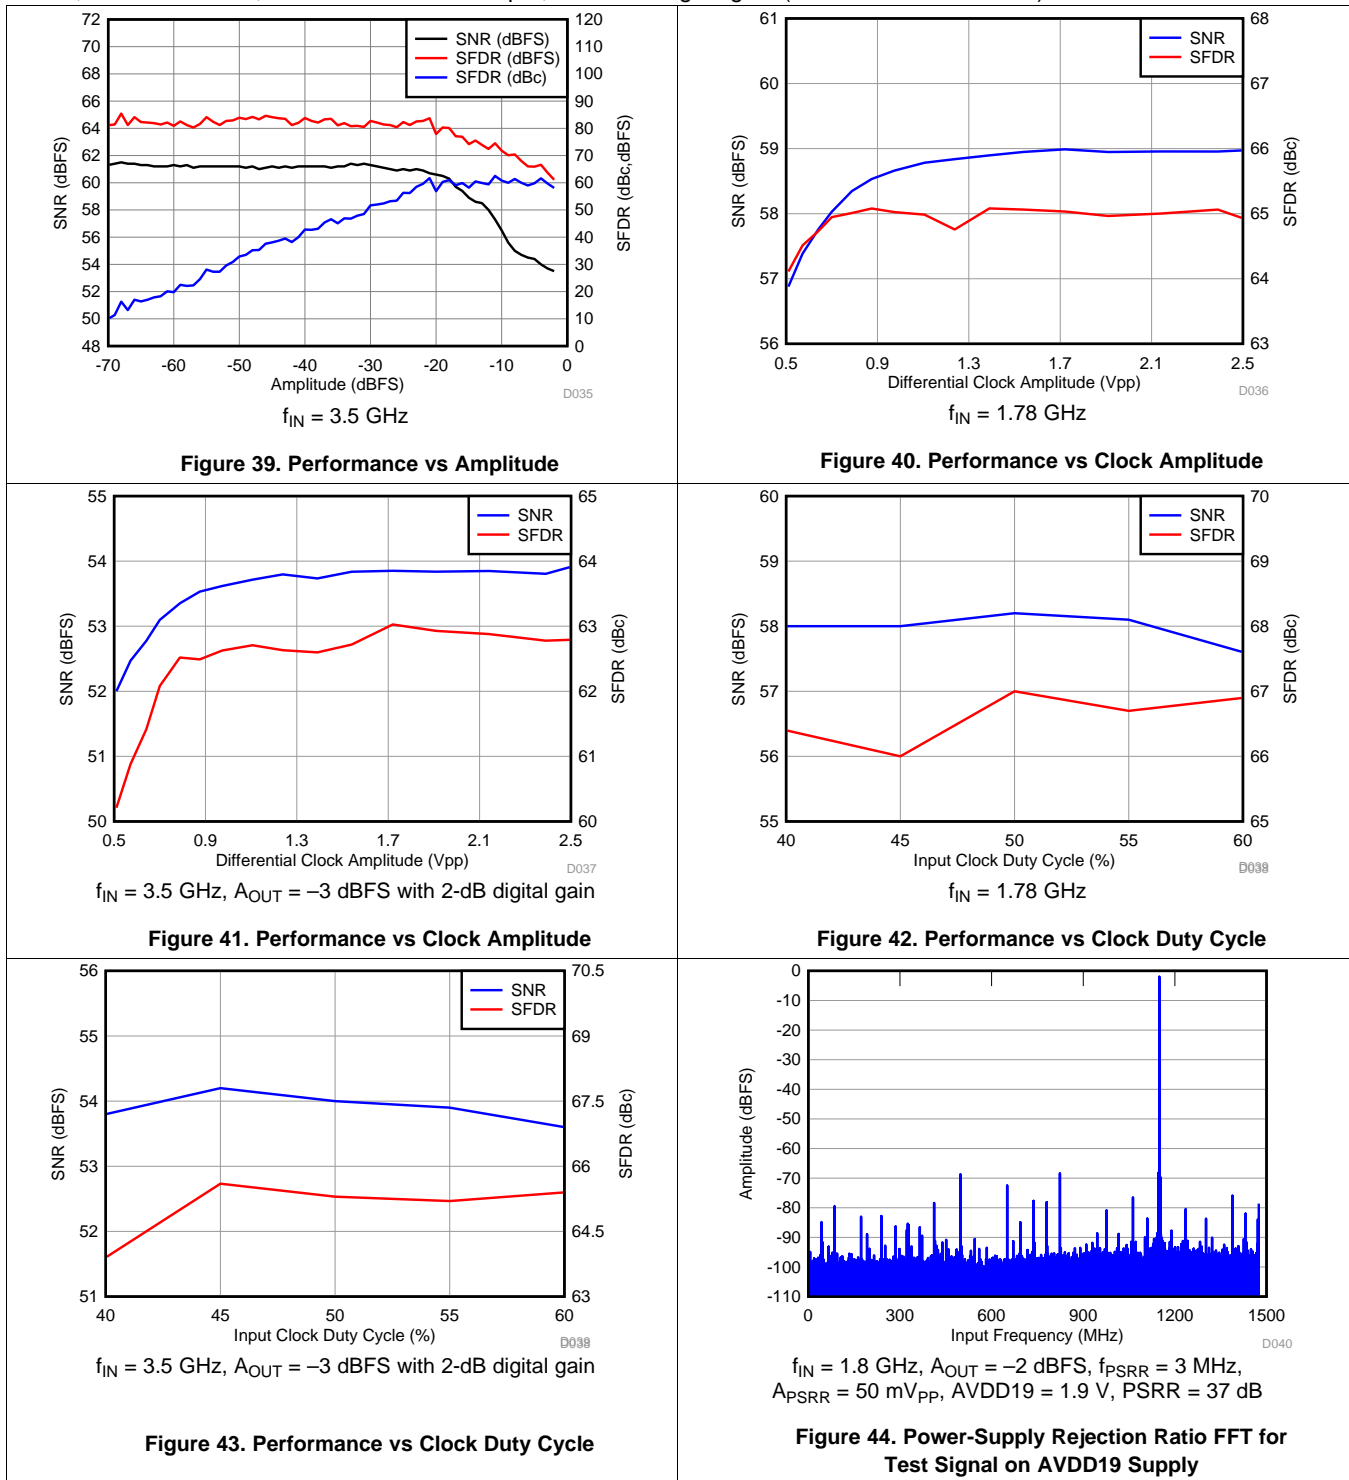 SNR (dBFS)
SFDR (dBFS)
SFDR (dBc)
72
70
68
66
64
62
60
58
56
54
52
50
48
120
110
100
90
80
70
60
50
40
30
20
10
0
SNR (dBFS)
SFDR (dBc,dBFS)
-70 -60 -50 -40 -30 -20 -10 0
Amplitude (dBFS)
D035
fIN = 3.5 GHz
Figure 39. Performance vs Amplitude
SNR
SFDR
61
60
59
58
57
56
68
67
66
65
64
63
SNR (dBFS)
SFDR (dBc)
0.5 0.9 1.3 1.7 2.1 2.5
Differential Clock Amplitude (Vpp)
D036
fIN = 1.78 GHz
Figure 40. Performance vs Clock Amplitude
SNR
SFDR
55
54
53
52
51
50
65
64
63
62
61
60
SNR (dBFS)
SFDR (dBc)
0.5 0.9 1.3 1.7 2.1 2.5
Differential Clock Amplitude (Vpp)
D037
fIN = 3.5 GHz, AOUT = –3 dBFS with 2-dB digital gain
Figure 41. Performance vs Clock Amplitude
SNR
SFDR
60
59
58
57
56
55
70
69
68
67
66
65
SNR (dBFS)
SFDR (dBc)
40 45 50 55 60
Input Clock Duty Cycle (%)
fIN = 1.78 GHz
Figure 42. Performance vs Clock Duty Cycle
SNR
SFDR
56
55
54
53
52
51
70.5
69
67.5
66
64.5
63
SNR (dBFS)
SFDR (dBc)
40 45 50 55 60
Input Clock Duty Cycle (%)
fIN = 3.5 GHz, AOUT = –3 dBFS with 2-dB digital gain
Figure 43. Performance vs Clock Duty Cycle
0
-10
-20
-30
-40
-50
-60
-70
-80
-90
-100
-110
Amplitude (dBFS)
0 300 600 900 1200 1500
Input Frequency (MHz)
D040
fIN = 1.8 GHz, AOUT = –2 dBFS, fPSRR = 3 MHz,
APSRR = 50 mVPP, AVDD19 = 1.9 V, PSRR = 37 dB
Figure 44. Power-Supply Rejection Ratio FFT for
Test Signal on AVDD19 Supply